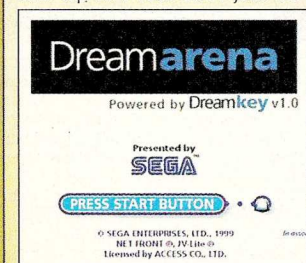 Dreamarena
Powered by Dreamkey v1.0
Presented by
SEGA
PRESS START BUTTON
© SEGA ENTERPRISES, LTD., 1999
NET FRONT ®, JV-Lite ®
Licensed by ACCESS CO., LTD.